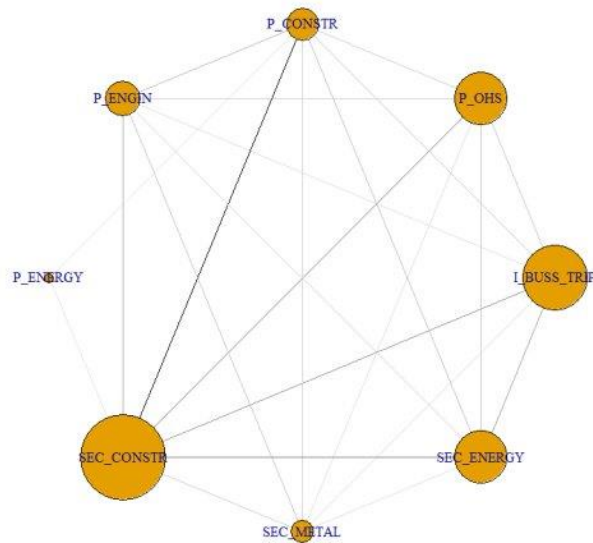 P_CONSTR
P_ENGIN
P_OHS
P_ENERGY
I_BUSS_TRIP
SEC_CONSTR
SEC_ENERGY
SEC_METAL